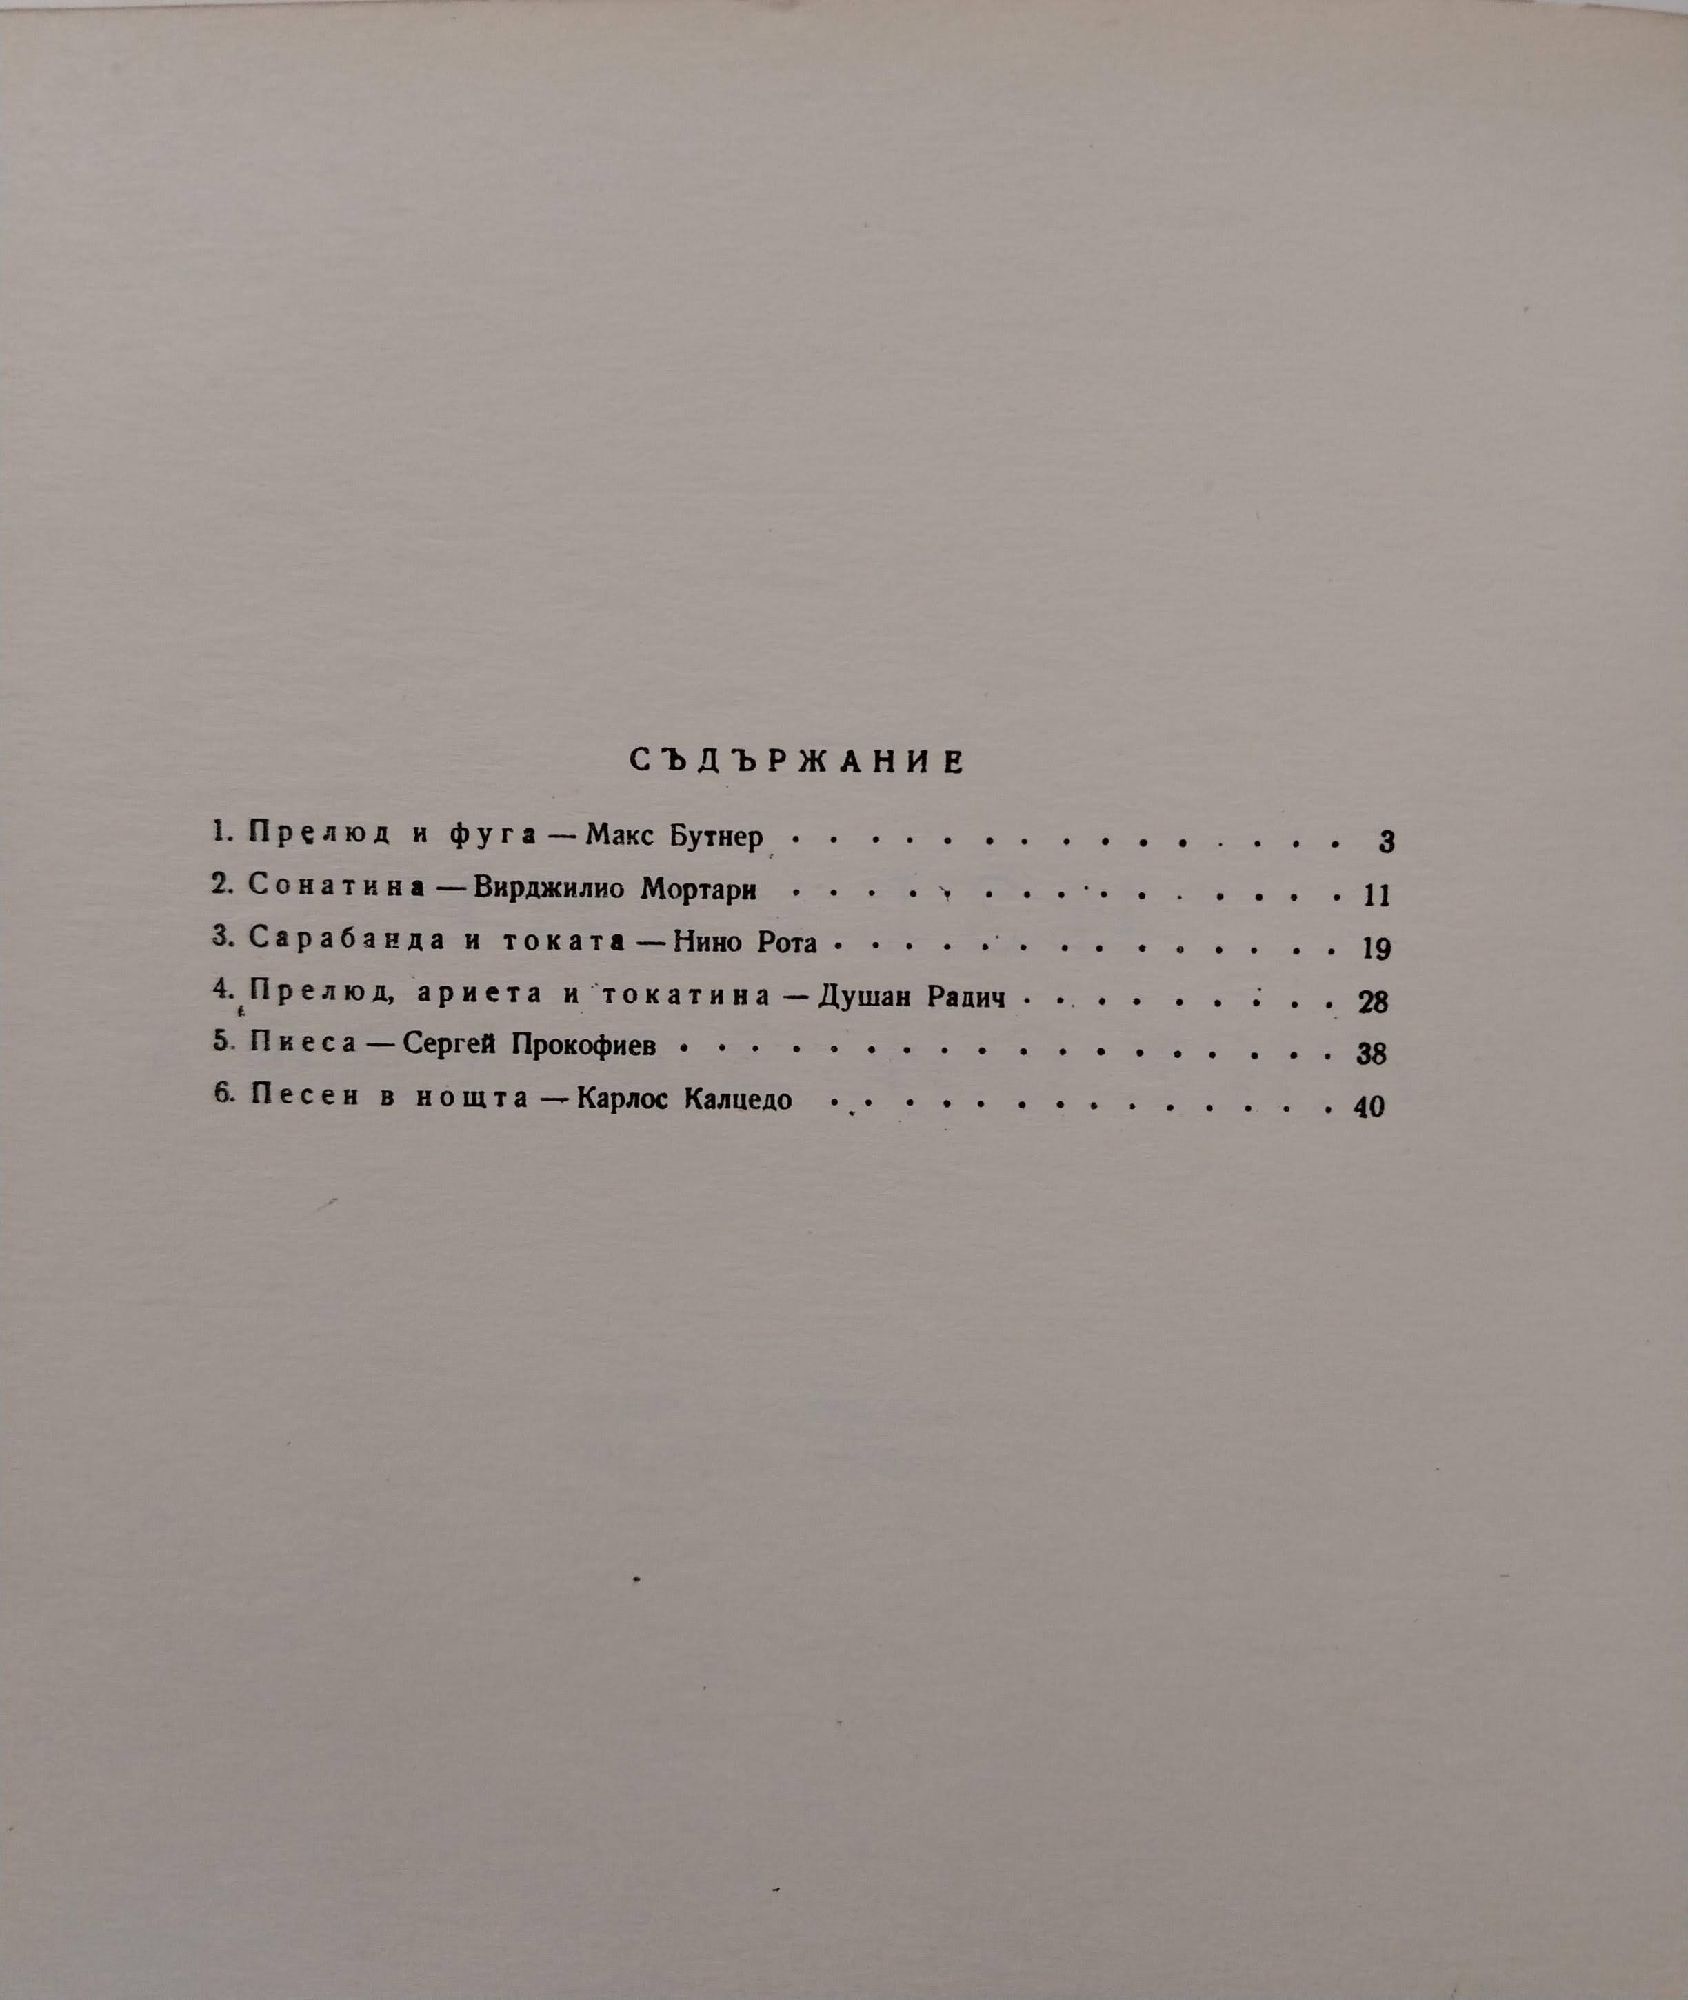 СЪДЪРЖАНИЕ
1. Прелюд и фуга — Макс Бутнер . . . . . . . . . . . . . . . 3
2. Сонатина — Вирджилио Мортари . . . . . . . . . . . . . . . 11
3. Сарабанда и токата — Нино Рота . . . . . . . . . . . . . . 19
4. Прелюд, ариета и токатина — Душан Радич . . . . . . . . . 28
5. Пиеса — Сергей Прокофиев . . . . . . . . . . . . . . . . . . 38
6. Песен в нощта — Карлос Калцедо . . . . . . . . . . . . . . 40